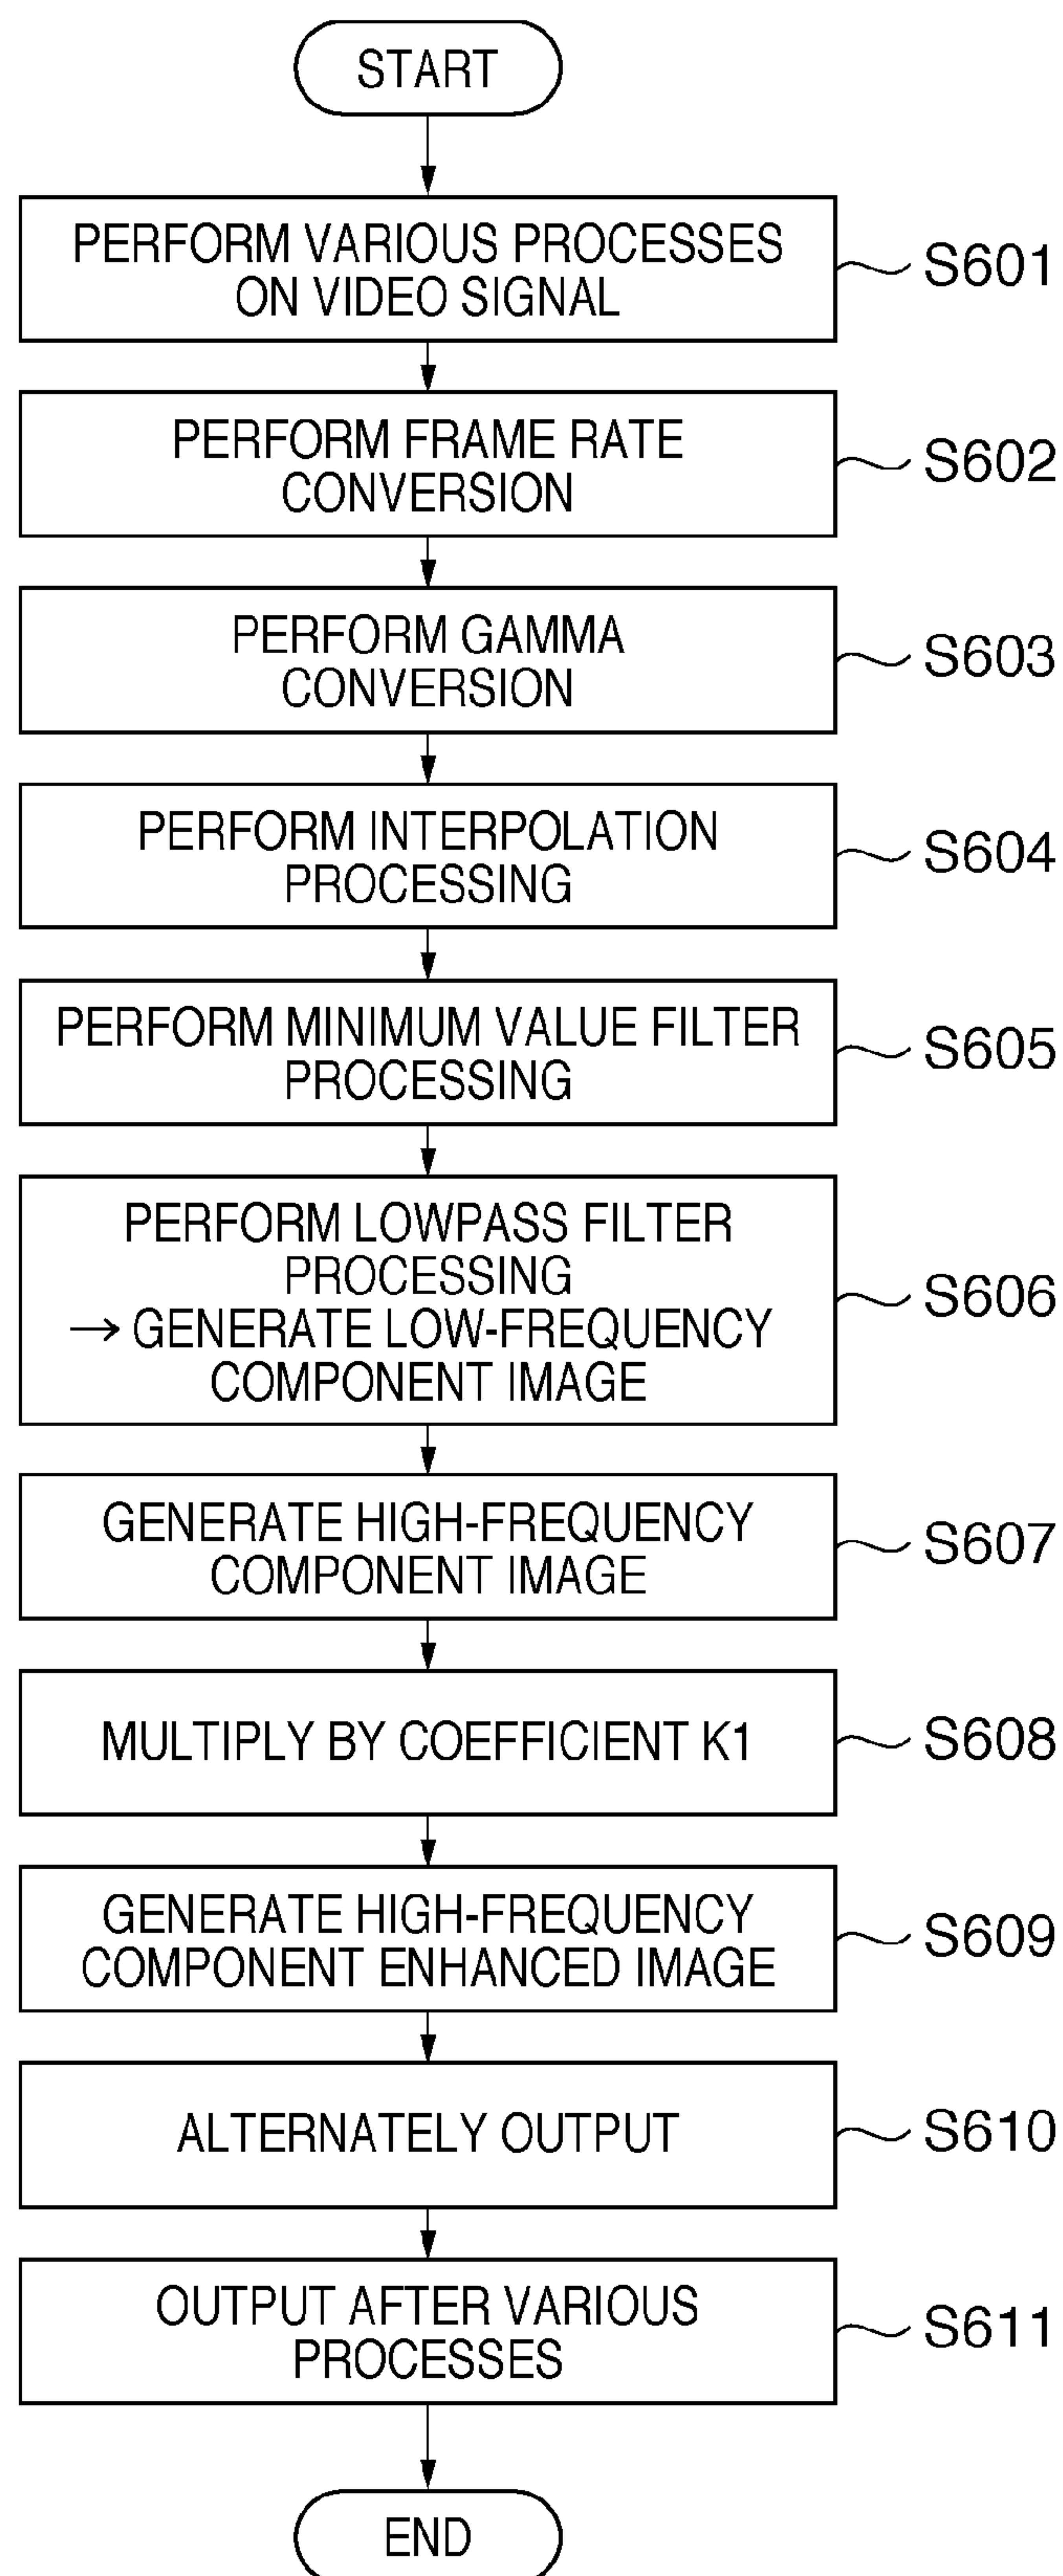 START
PERFORM VARIOUS PROCESSES
ON VIDEO SIGNAL
S601
PERFORM FRAME RATE
CONVERSION
S602
PERFORM GAMMA
CONVERSION
S603
PERFORM INTERPOLATION
PROCESSING
S604
PERFORM MINIMUM VALUE FILTER
PROCESSING
S605
PERFORM LOWPASS FILTER
PROCESSING
→ GENERATE LOW-FREQUENCY
COMPONENT IMAGE
S606
GENERATE HIGH-FREQUENCY
COMPONENT IMAGE
S607
MULTIPLY BY COEFFICIENT K1
S608
GENERATE HIGH-FREQUENCY
COMPONENT ENHANCED IMAGE
S609
ALTERNATELY OUTPUT
S610
OUTPUT AFTER VARIOUS
PROCESSES
S611
END